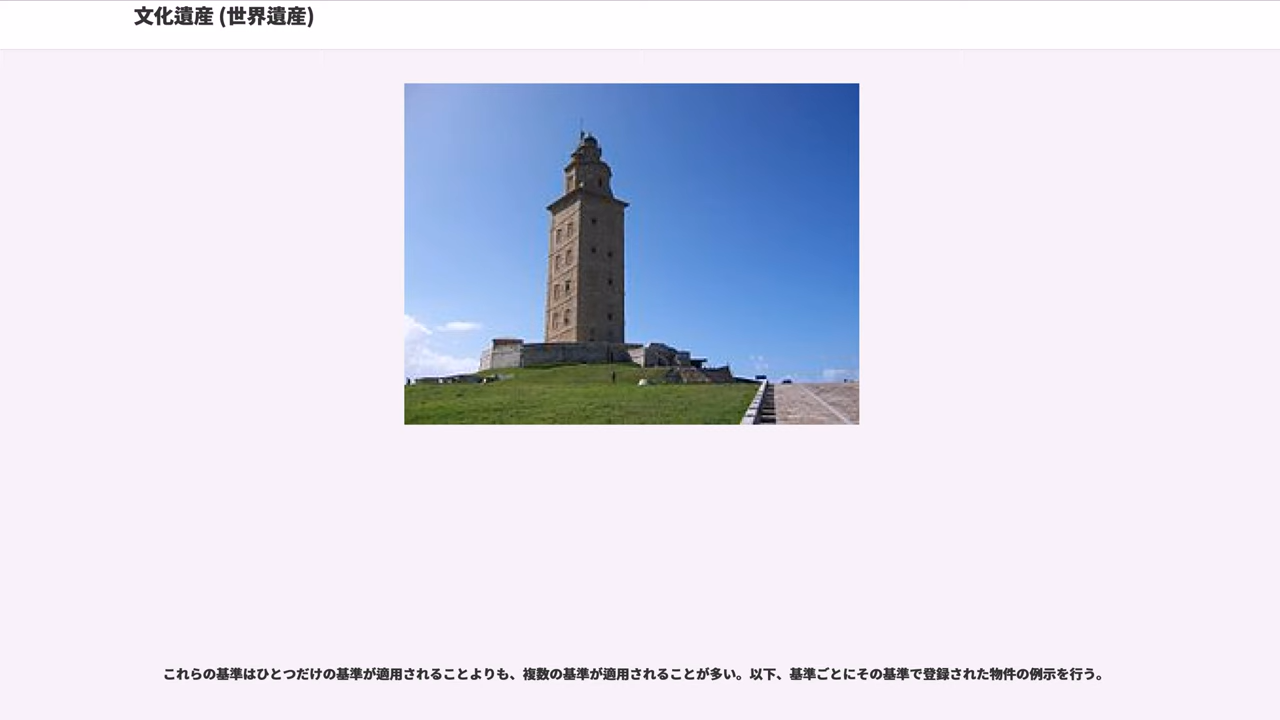 文化遺産 (世界遺産)
これらの基準はひとつだけの基準が適用されることよりも、複数の基準が適用されることが多い。以下、基準ごとにその基準で登録された物件の例示を行う。